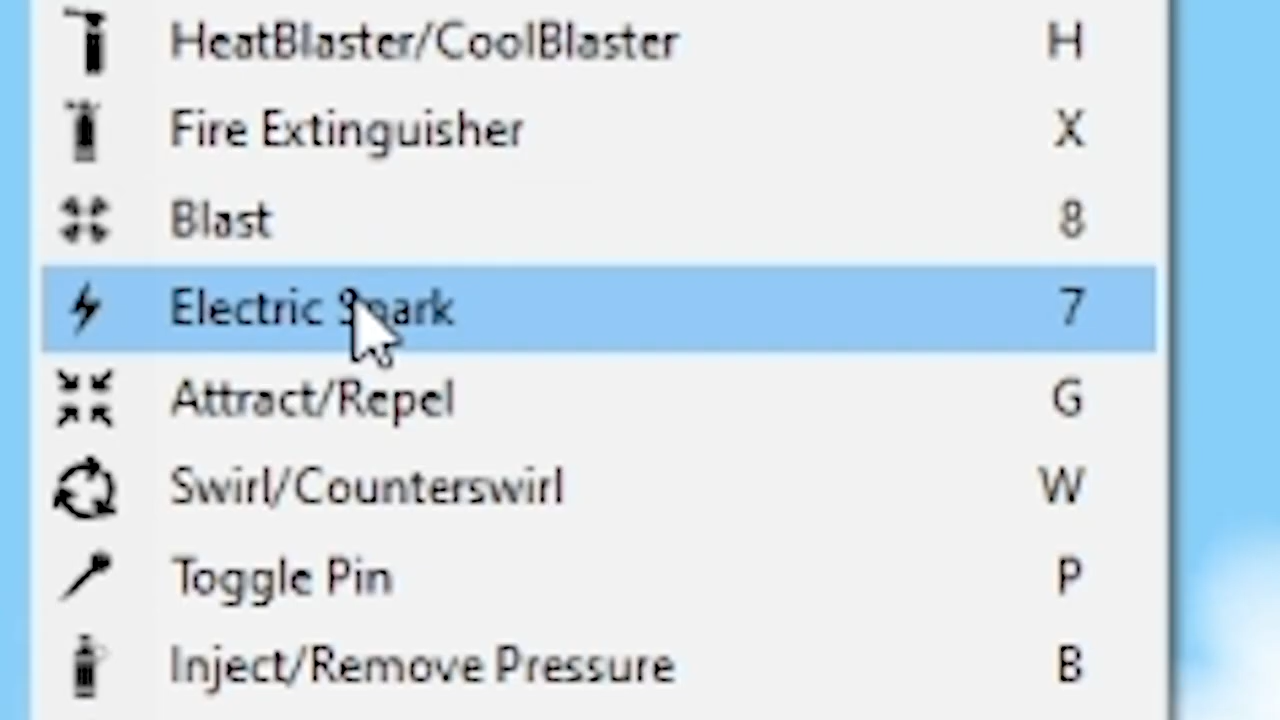 HeatBlaster/CoolBlaster H
Fire Extinguisher X
Blast 8
Electric Spark 7
Attract/Repel G
Swirl/Counterswirl W
Toggle Pin P
Inject/Remove Pressure B